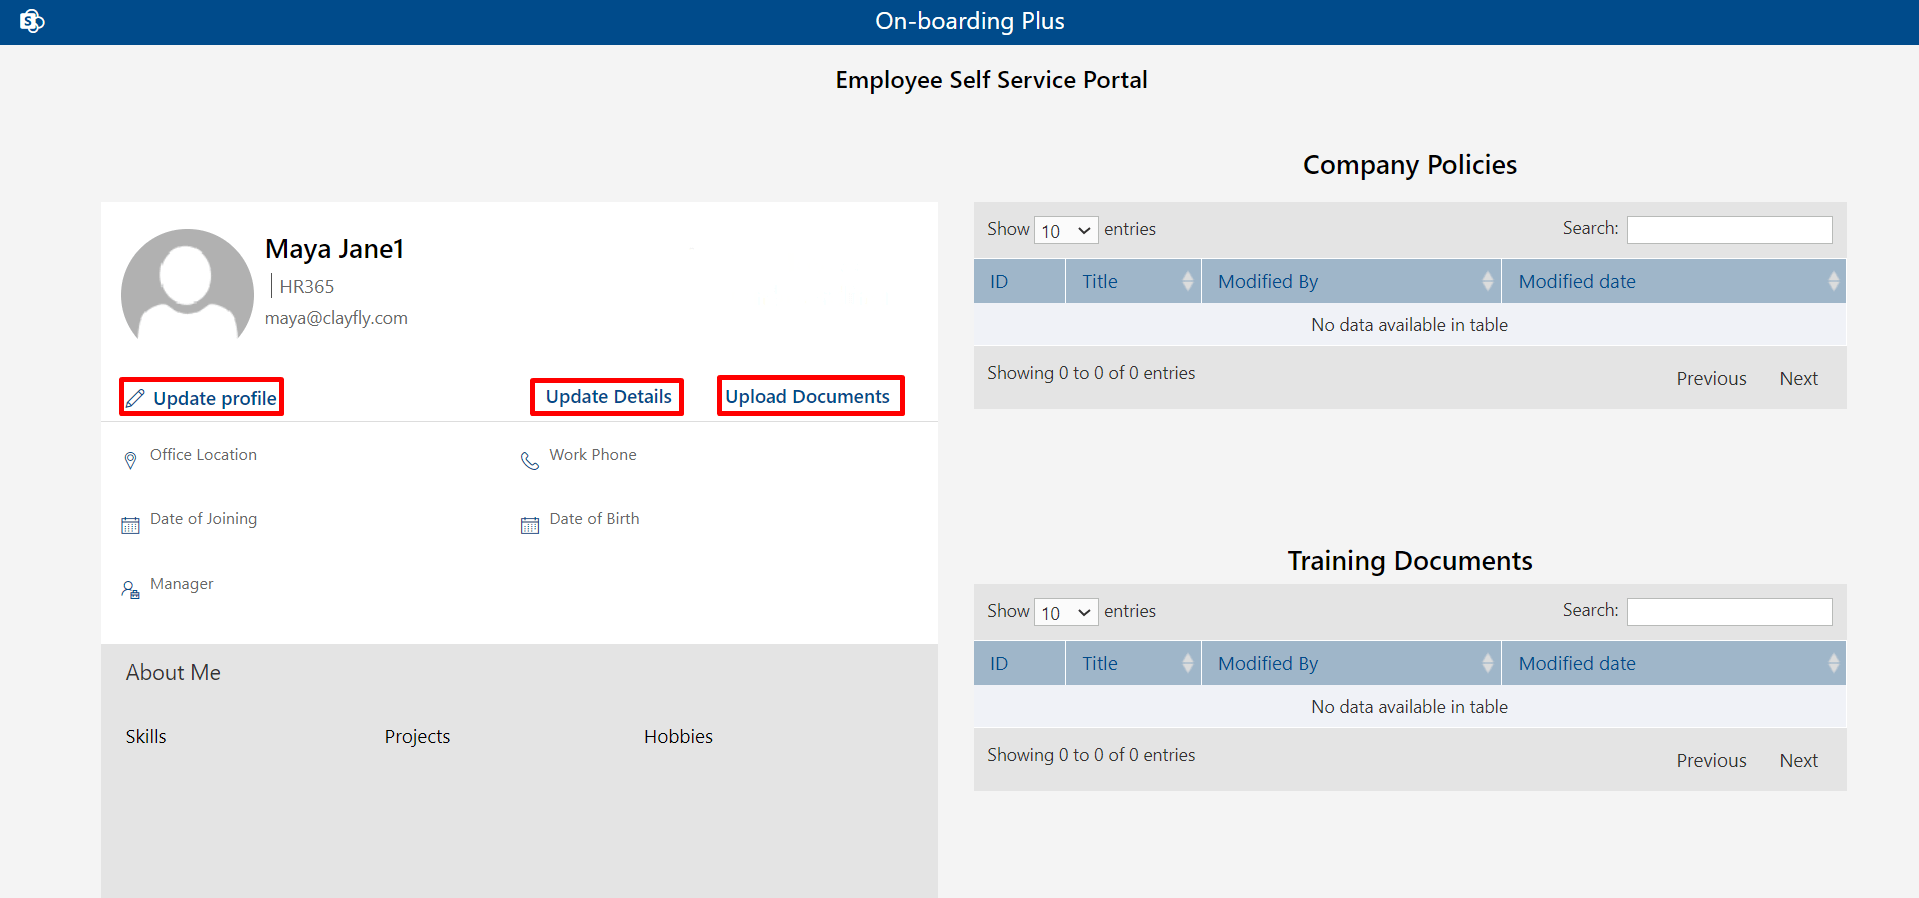 On-boarding Plus
Employee Self Service Portal
Maya Jane1
HR365
maya@clayfly.com
Update profile
Update Details
Upload Documents
Office Location
Work Phone
Date of Joining
Date of Birth
Manager
About Me
Skills
Projects
Hobbies
Company Policies
Show 10 entries
Search:
ID Title Modified By Modified date
No data available in table
Showing 0 to 0 of 0 entries
Previous Next
Training Documents
Show 10 entries
Search:
ID Title Modified By Modified date
No data available in table
Showing 0 to 0 of 0 entries
Previous Next